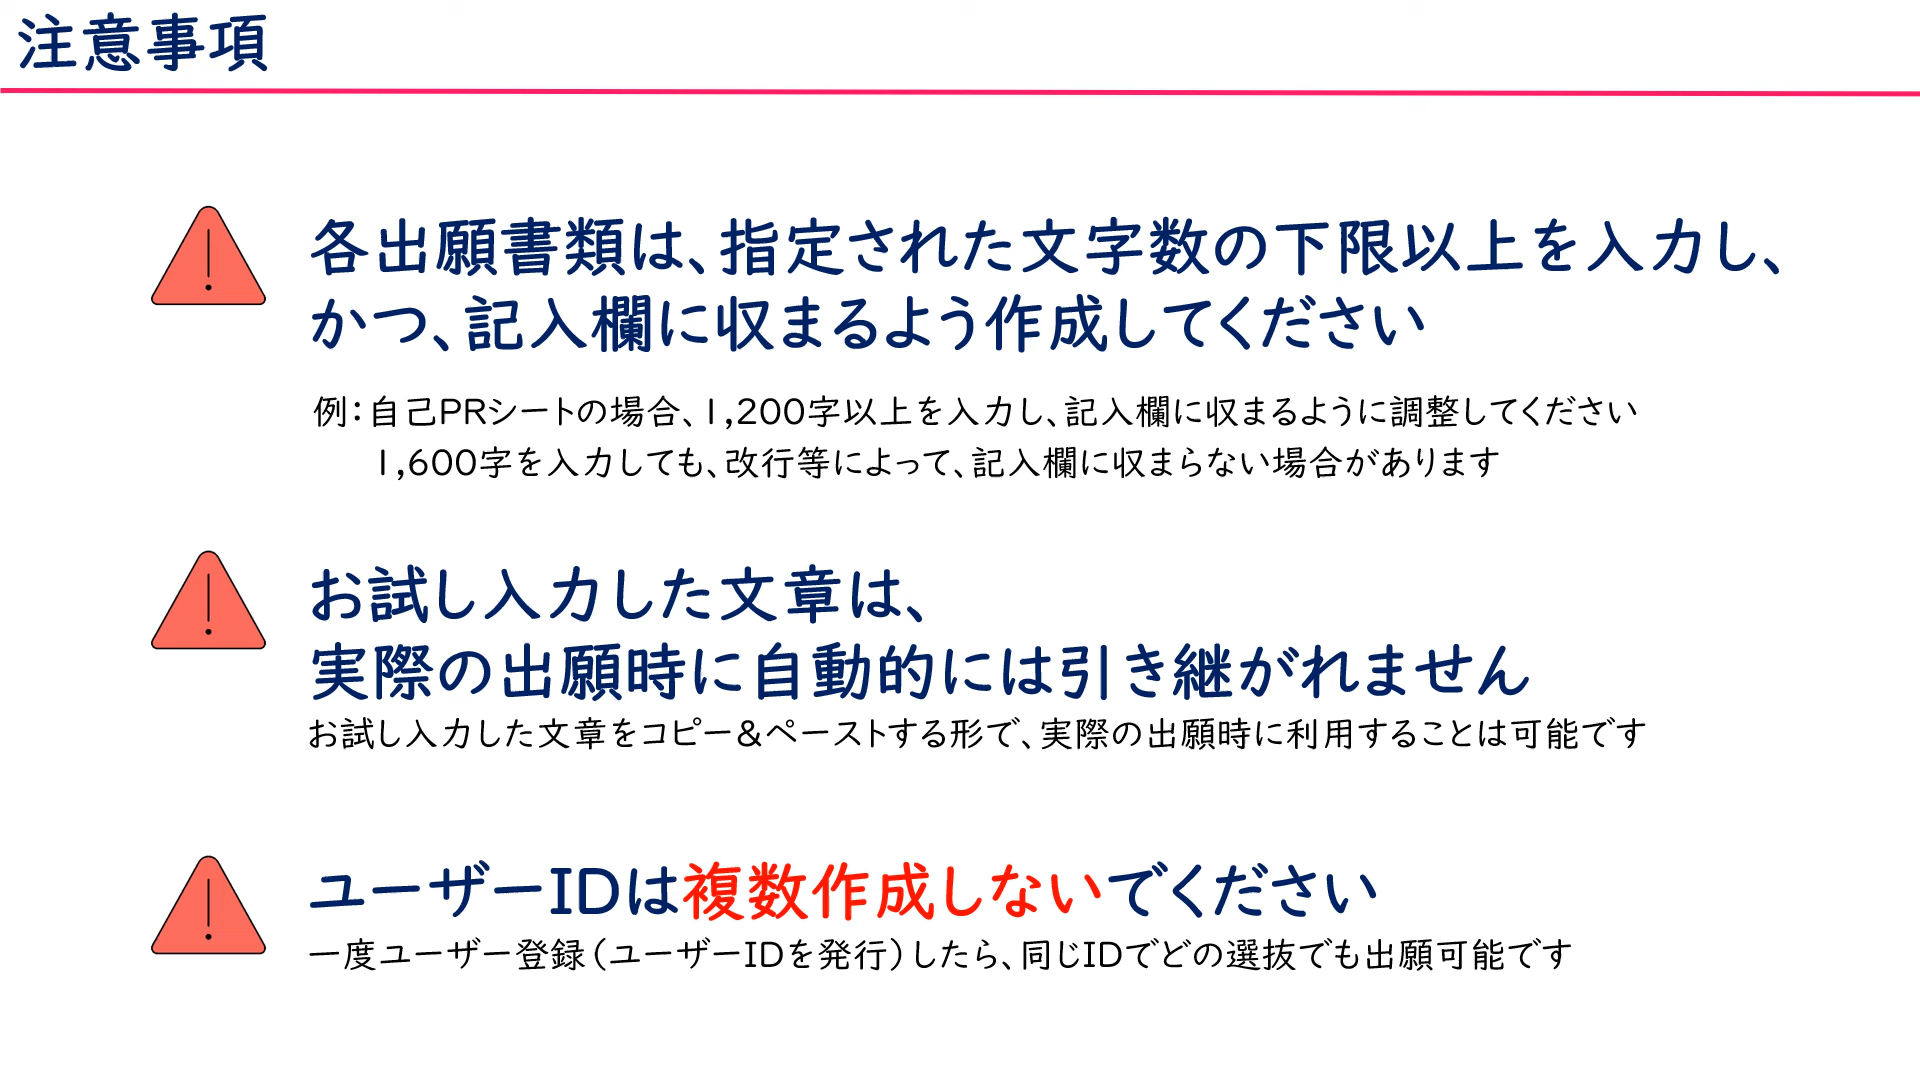 注意事項
各出願書類は、指定された文字数の下限以上を入力し、
かつ、記入欄に収まるよう作成してください
例：自己PRシートの場合、1,200字以上を入力し、記入欄に収まるように調整してください
1,600字を入力しても、改行等によって、記入欄に収まらない場合があります
お試し入力した文章は、
実際の出願時に自動的には引き継がれません
お試し入力した文章をコピー＆ペーストする形で、実際の出願時に利用することは可能です
ユーザーIDは複数作成しないでください
一度ユーザー登録（ユーザーIDを発行）したら、同じIDでどの選抜でも出願可能です